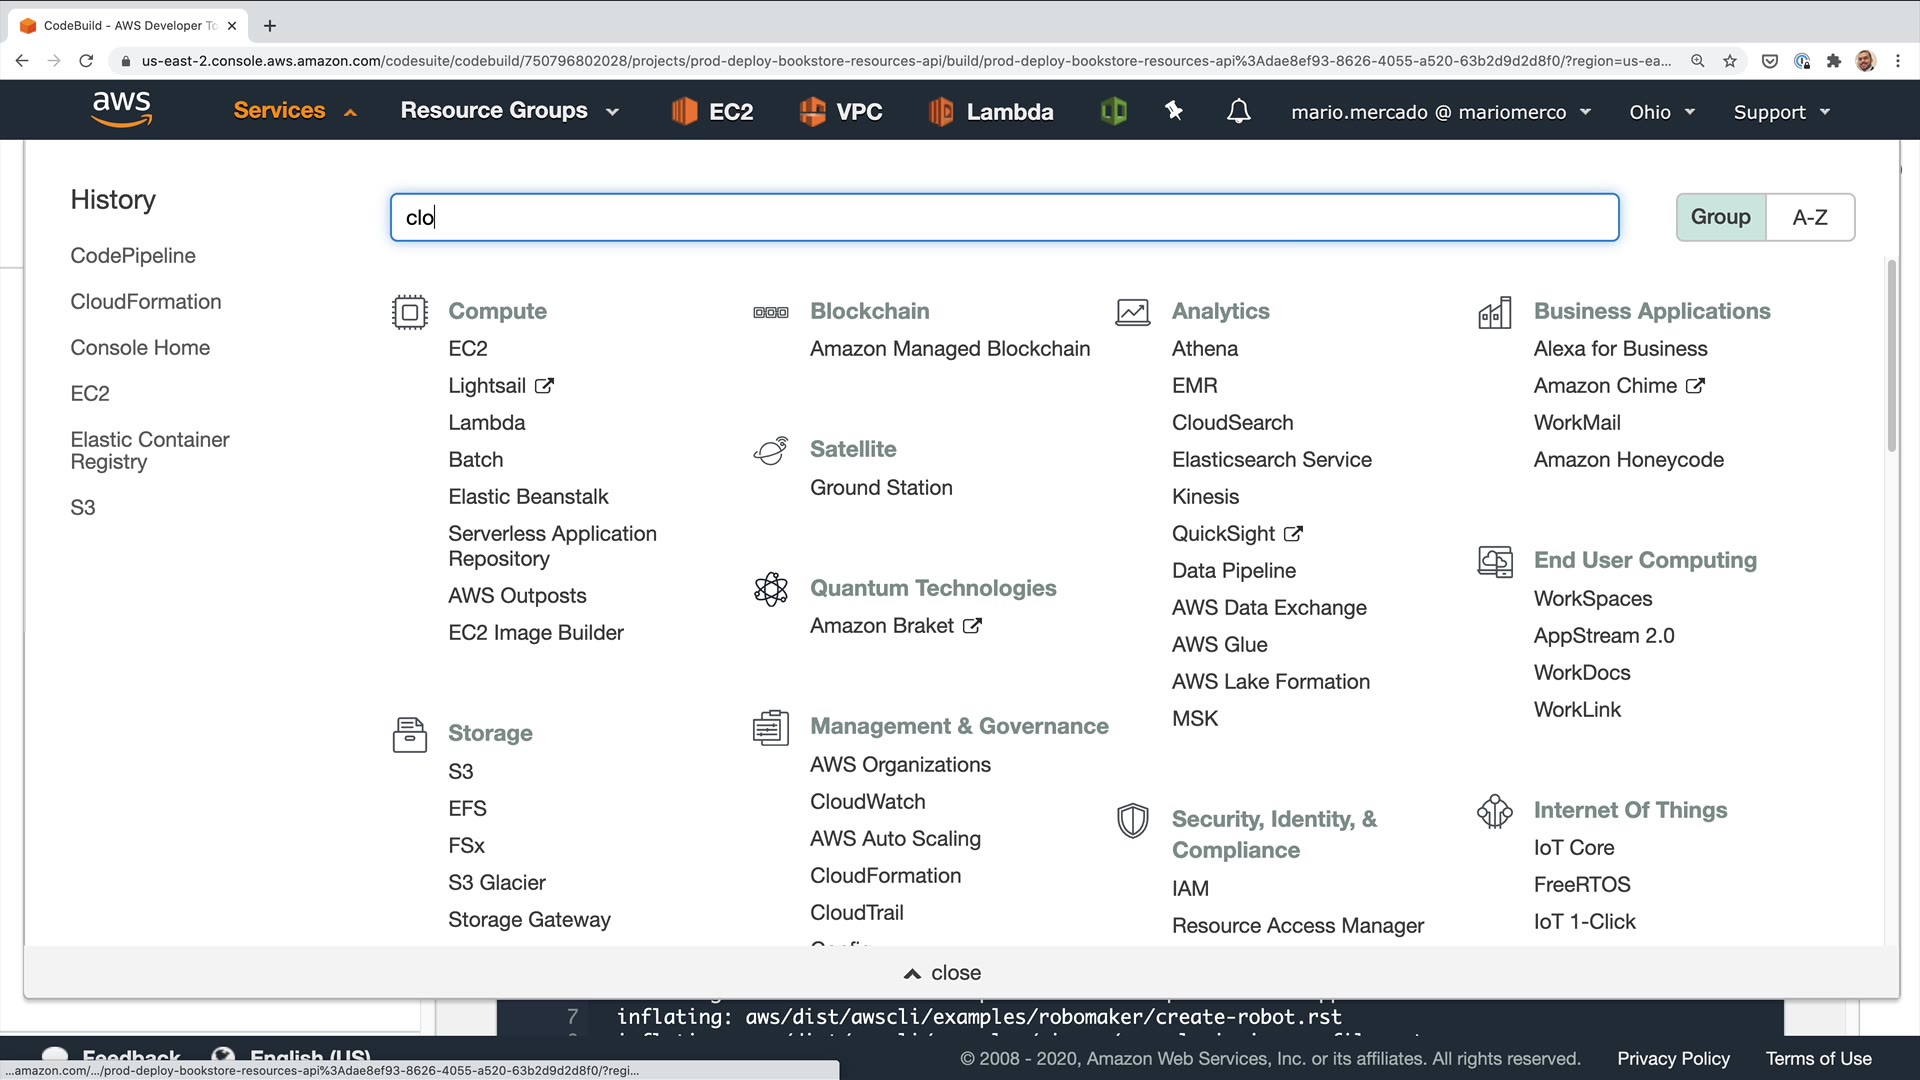 CodeBuild - AWS Developer To
us-east-2.console.aws.amazon.com/codesuite/codebuild/750796802028/projects/prod-deploy-bookstore-resources-api/build/prod-deploy-bookstore-resources-api%3Adae8ef93-8626-4055-a520-63b2d9d2d8f0/?region=us-ea...
aws
Services
Resource Groups
EC2
VPC
Lambda
mario.mercado @ mariomerco
Ohio
Support
History
CodePipeline
CloudFormation
Console Home
EC2
Elastic Container
Registry
S3
clo
Group
A-Z
Compute
EC2
Lightsail
Lambda
Batch
Elastic Beanstalk
Serverless Application
Repository
AWS Outposts
EC2 Image Builder
Storage
S3
EFS
FSx
S3 Glacier
Storage Gateway
Blockchain
Amazon Managed Blockchain
Satellite
Ground Station
Quantum Technologies
Amazon Braket
Management & Governance
AWS Organizations
CloudWatch
AWS Auto Scaling
CloudFormation
CloudTrail
Analytics
Athena
EMR
CloudSearch
Elasticsearch Service
Kinesis
QuickSight
Data Pipeline
AWS Data Exchange
AWS Glue
AWS Lake Formation
MSK
Security, Identity, &
Compliance
IAM
Resource Access Manager
Business Applications
Alexa for Business
Amazon Chime
WorkMail
Amazon Honeycode
End User Computing
WorkSpaces
AppStream 2.0
WorkDocs
WorkLink
Internet Of Things
IoT Core
FreeRTOS
IoT 1-Click
close
7 inflating: aws/dist/awscli/examples/robomaker/create-robot.rst
Feedback
English (US)
© 2008 - 2020, Amazon Web Services, Inc. or its affiliates. All rights reserved.
Privacy Policy
Terms of Use
...amazon.com/.../prod-deploy-bookstore-resources-api%3Adae8ef93-8626-4055-a520-63b2d9d2d8f0/?regi...